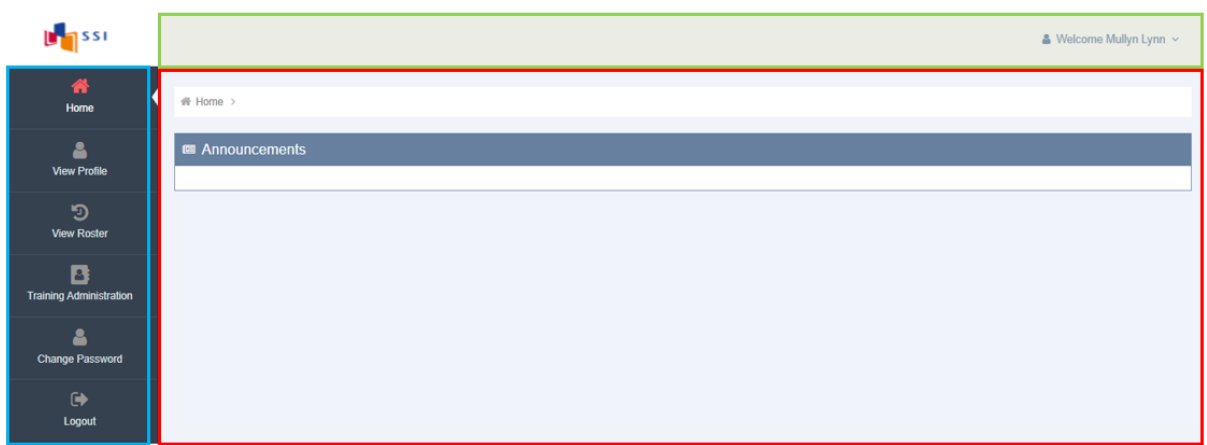 SSI
Welcome Mullyn Lynn
Home
View Profile
View Roster
Training Administration
Change Password
Logout
Home >
Announcements